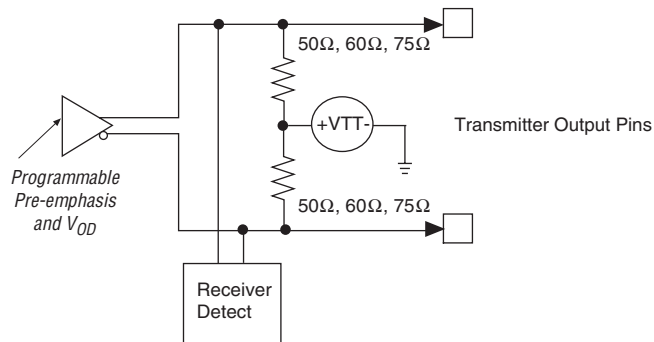 50Ω, 60Ω, 75Ω
+VTT-
Transmitter Output Pins
Programmable
Pre-emphasis
and VOD
50Ω, 60Ω, 75Ω
Receiver
Detect